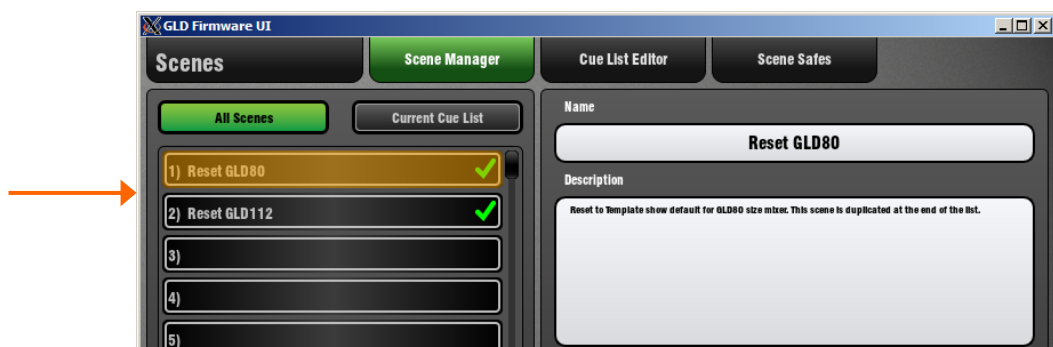 GLD Firmware UI
Scenes
Scene Manager
Cue List Editor
Scene Safes
All Scenes
Current Cue List
1) Reset GLD80
2) Reset GLD112
3)
4)
5)
Name
Reset GLD80
Description
Reset to Template show default for GLD80 size mixer. This scene is duplicated at the end of the list.